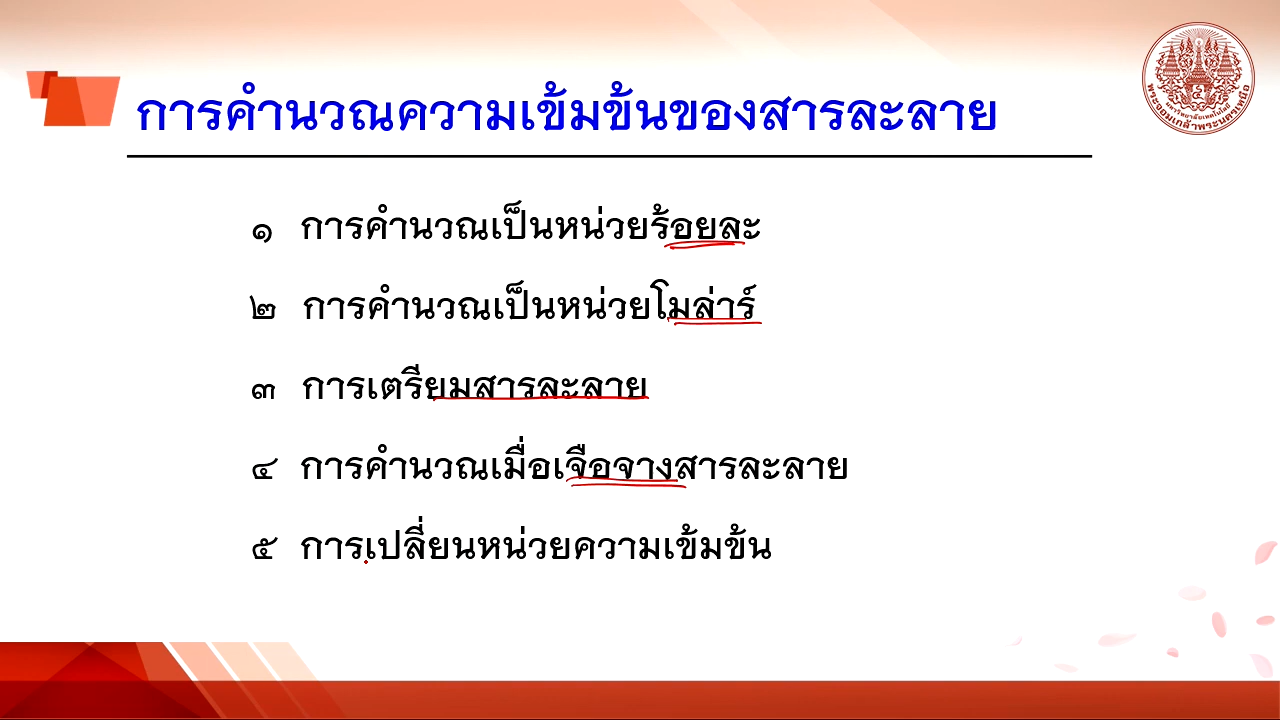 การคำนวณความเข้มข้นของสารละลาย
๑ การคำนวณเป็นหน่วยร้อยละ
๒ การคำนวณเป็นหน่วยโมล่าร์
๓ การเตรียมสารละลาย
๔ การคำนวณเมื่อเจือจางสารละลาย
๕ การเปลี่ยนหน่วยความเข้มข้น